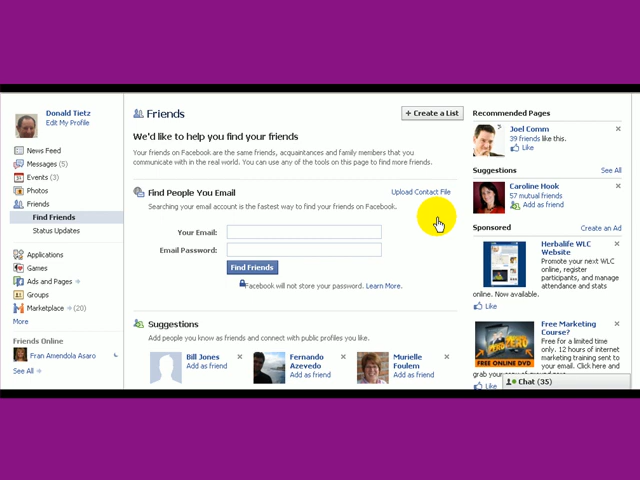 Donald Tietz
Edit My Profile
News Feed
Messages (5)
Events (3)
Photos
Friends
Find Friends
Status Updates
Applications
Games
Ads and Pages
Groups
Marketplace (20)
More
Friends Online
Fran Amendola Asaro
See All
Friends
+ Create a List
We'd like to help you find your friends
Your friends on Facebook are the same friends, acquaintances and family members that you
communicate with in the real world. You can use any of the tools on this page to find more friends.
Find People You Email
Upload Contact File
Searching your email account is the fastest way to find your friends on Facebook.
Your Email:
Email Password:
Find Friends
Facebook will not store your password. Learn More.
Suggestions
Add people you know as friends and connect with public profiles you like.
Bill Jones
Add as friend
Fernando
Azevedo
Add as friend
Murielle
Foulem
Add as friend
Recommended Pages
Joel Comm
39 friends like this.
Like
Suggestions
See All
Caroline Hook
57 mutual friends
Add as friend
Sponsored
Create an Ad
Herbalife WLC
Website
Promote your new WLC
online, register
participants, manage
attendance and stats
online. Now available.
Like
Free Marketing
Course?
Free for a limited
time only. 12 hours of
internet marketing
training sent to
your email. Click here and
FREE ONLINE DVD
Like
Chat (35)